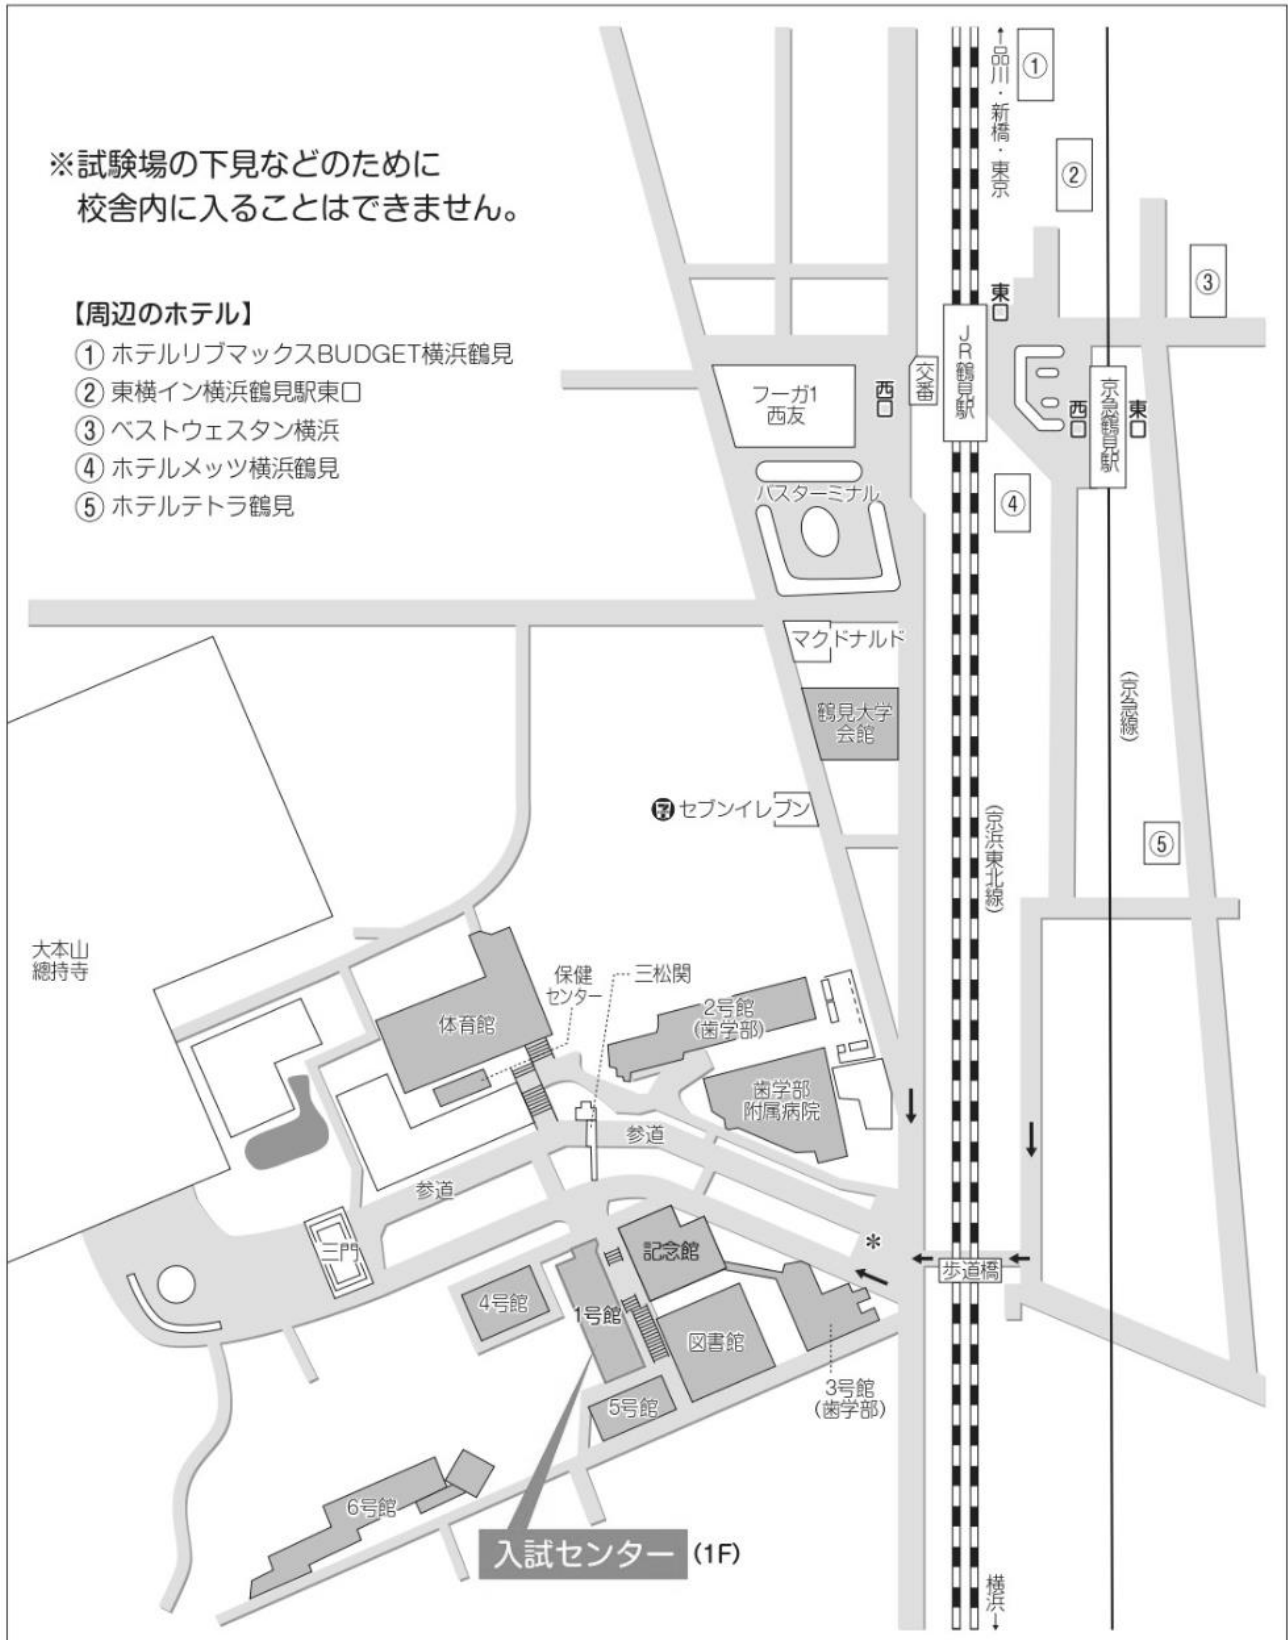 ※試験場の下見などのために
校舎内に入ることはできません。
【周辺のホテル】
① ホテルリブマックスBUDGET横浜鶴見
② 東横イン横浜鶴見駅東口
③ ベストウェスタン横浜
④ ホテルメッツ横浜鶴見
⑤ ホテルテトラ鶴見
←品川・新橋・東京
①
②
③
東口
JR鶴見駅
交番
西口
フーガ1
西友
京急鶴見駅
西口
東口
バスターミナル
④
マクドナルド
鶴見大学
会館
(京急線)
セブンイレブン
(京浜東北線)
⑤
大本山
總持寺
体育館
保健
センター
三松関
2号館
(歯学部)
歯学部
附属病院
参道
参道
三門
記念館
*
歩道橋
4号館
1号館
図書館
3号館
(歯学部)
5号館
6号館
入試センター (1F)
横浜→